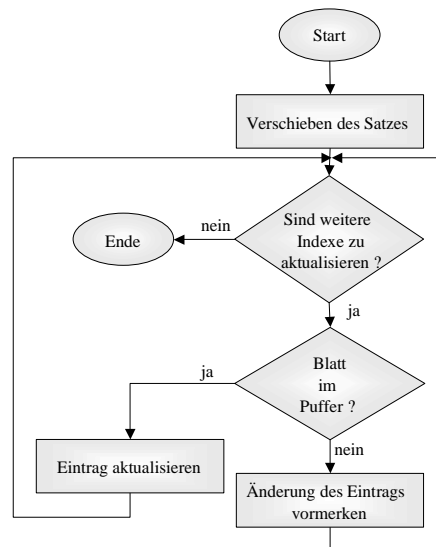 Start
Verschieben des Satzes
nein
Sind weitere
Indexe zu
aktualisieren ?
Ende
ja
Blatt
im
Puffer ?
ja
nein
Eintrag aktualisieren
Änderung des Eintrags
vormerken